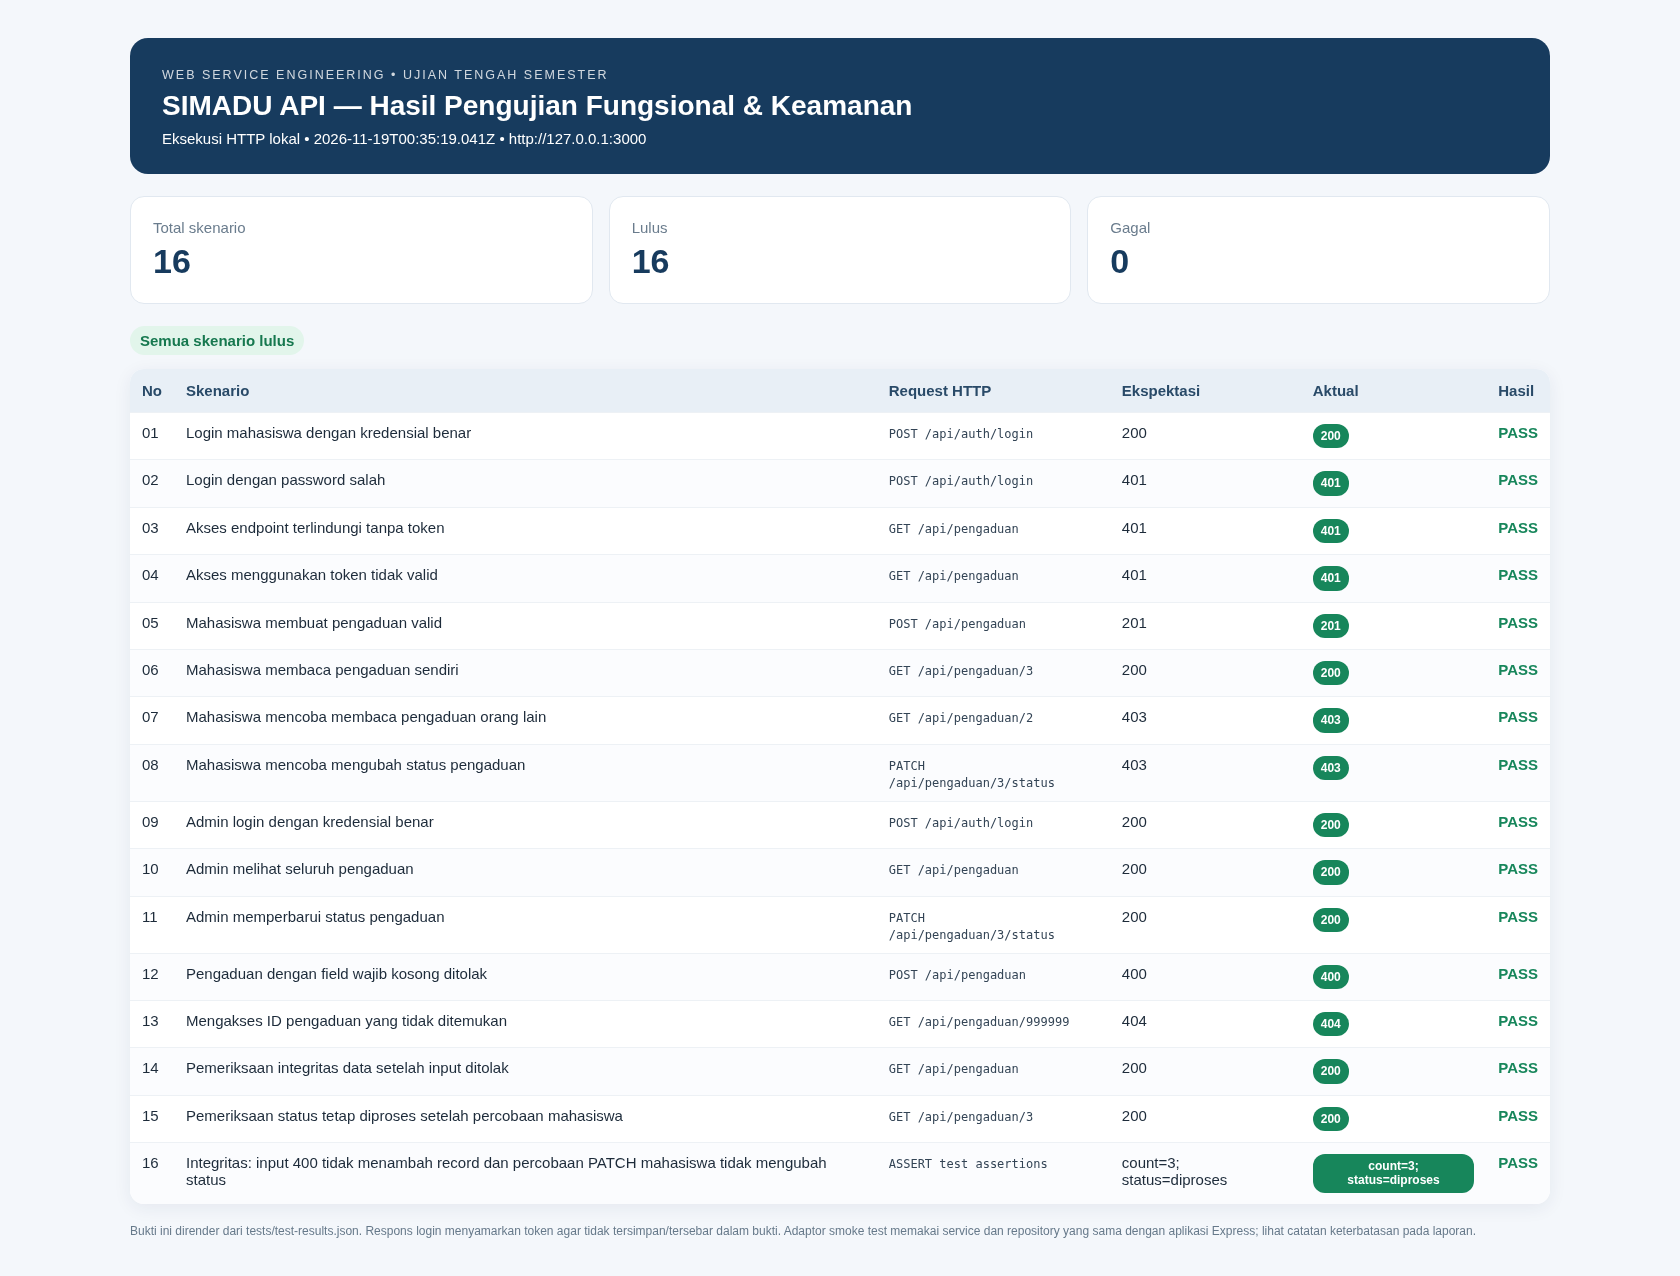 WEB SERVICE ENGINEERING • UJIAN TENGAH SEMESTER
SIMADU API — Hasil Pengujian Fungsional & Keamanan
Eksekusi HTTP lokal • 2026-11-19T00:35:19.041Z • http://127.0.0.1:3000
Total skenario
16
Lulus
16
Gagal
0
Semua skenario lulus
No Skenario Request HTTP Ekspektasi Aktual Hasil
01 Login mahasiswa dengan kredensial benar POST /api/auth/login 200 200 PASS
02 Login dengan password salah POST /api/auth/login 401 401 PASS
03 Akses endpoint terlindungi tanpa token GET /api/pengaduan 401 401 PASS
04 Akses menggunakan token tidak valid GET /api/pengaduan 401 401 PASS
05 Mahasiswa membuat pengaduan valid POST /api/pengaduan 201 201 PASS
06 Mahasiswa membaca pengaduan sendiri GET /api/pengaduan/3 200 200 PASS
07 Mahasiswa mencoba membaca pengaduan orang lain GET /api/pengaduan/2 403 403 PASS
08 Mahasiswa mencoba mengubah status pengaduan PATCH 403 403 PASS
/api/pengaduan/3/status
09 Admin login dengan kredensial benar POST /api/auth/login 200 200 PASS
10 Admin melihat seluruh pengaduan GET /api/pengaduan 200 200 PASS
11 Admin memperbarui status pengaduan PATCH 200 200 PASS
/api/pengaduan/3/status
12 Pengaduan dengan field wajib kosong ditolak POST /api/pengaduan 400 400 PASS
13 Mengakses ID pengaduan yang tidak ditemukan GET /api/pengaduan/999999 404 404 PASS
14 Pemeriksaan integritas data setelah input ditolak GET /api/pengaduan 200 200 PASS
15 Pemeriksaan status tetap diproses setelah percobaan mahasiswa GET /api/pengaduan/3 200 200 PASS
16 Integritas: input 400 tidak menambah record dan percobaan PATCH mahasiswa tidak mengubah ASSERT test assertions count=3; count=3; PASS
status status=diproses status=diproses
Bukti ini dirender dari tests/test-results.json. Respons login menyamarkan token agar tidak tersimpan/tersebar dalam bukti. Adaptor smoke test memakai service dan repository yang sama dengan aplikasi Express; lihat catatan keterbatasan pada laporan.